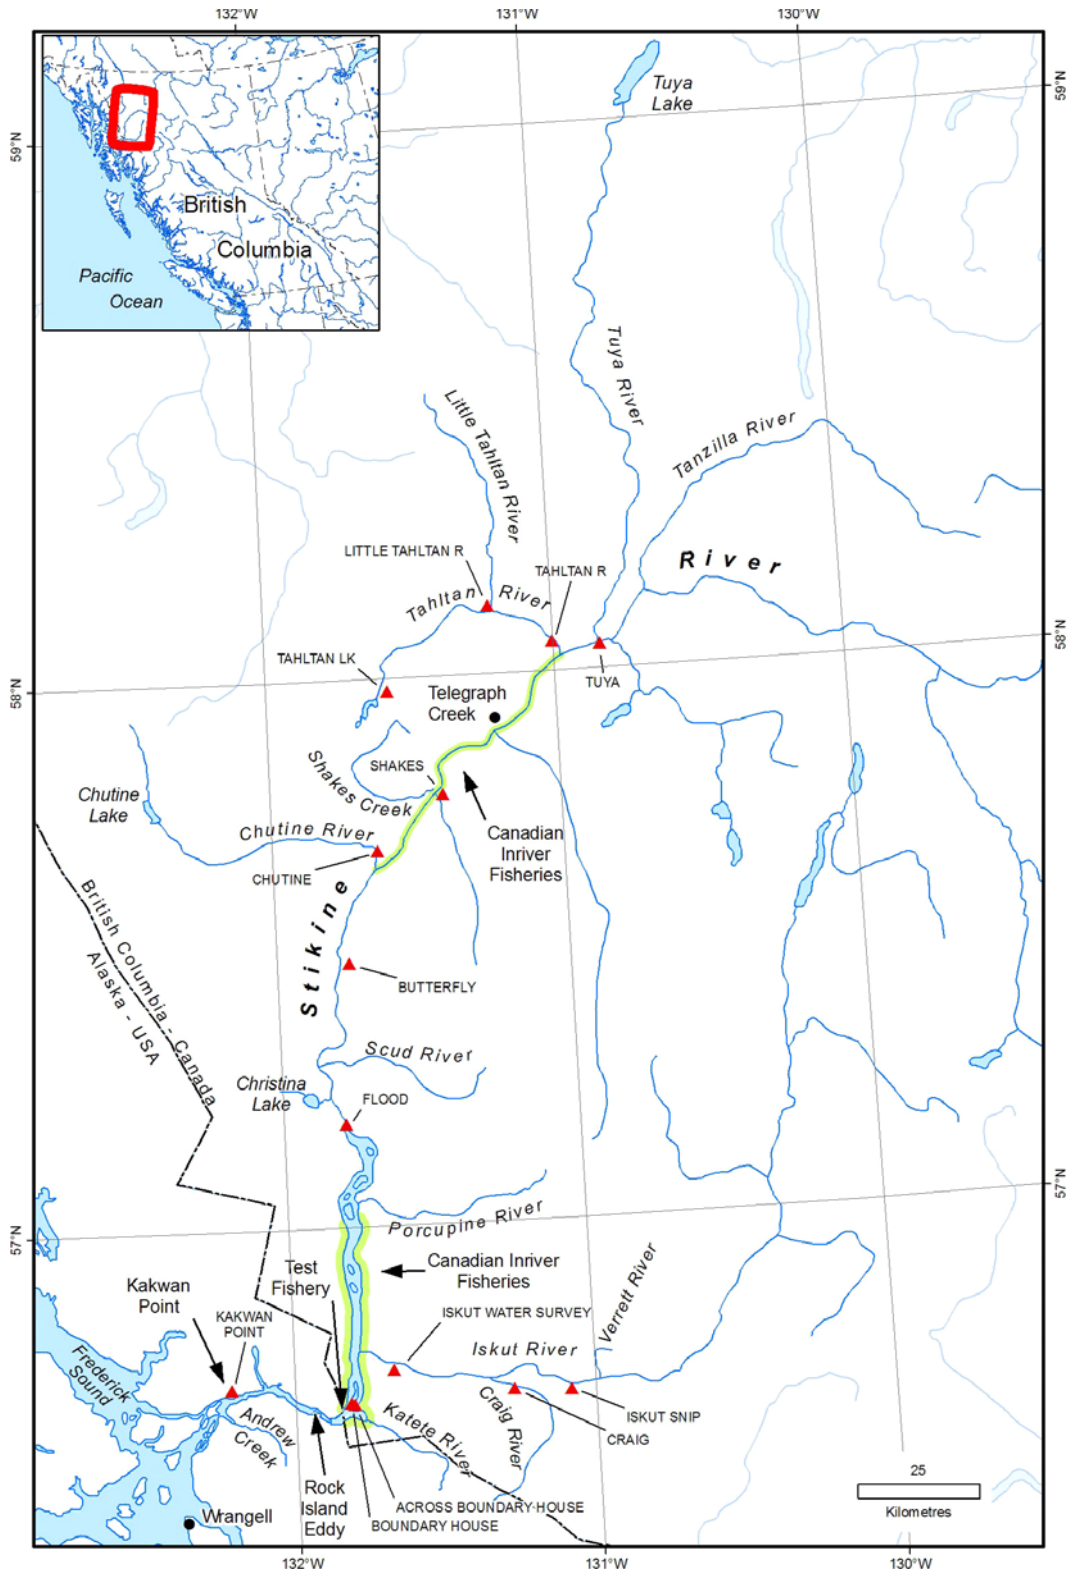 132°W
131°W
130°W
59°N
59°N
Tuya
Lake
British
Columbia
Pacific
Ocean
Tuya River
Little Tahltan River
Tanzilla River
LITTLE TAHLTAN R
TAHLTAN R
River
Tahltan River
58°N
58°N
TAHLTAN LK
TUYA
Telegraph
Creek
SHAKES
Shakes Creek
Chutine
Lake
Chutine River
Canadian
Inriver
Fisheries
CHUTINE
Stikine
British Columbia - Canada
Alaska - USA
BUTTERFLY
Scud River
Christina
Lake
FLOOD
57°N
57°N
Porcupine River
Test
Fishery
Canadian Inriver
Fisheries
Kakwan
Point
KAKWAN
POINT
ISKUT WATER SURVEY
Verrett River
Iskut River
Frederick
Sound
Andrew
Creek
Katete River
Craig River
ISKUT SNIP
CRAIG
25
Kilometres
Rock
Island
Eddy
ACROSS BOUNDARY HOUSE
BOUNDARY HOUSE
Wrangell
132°W
131°W
130°W